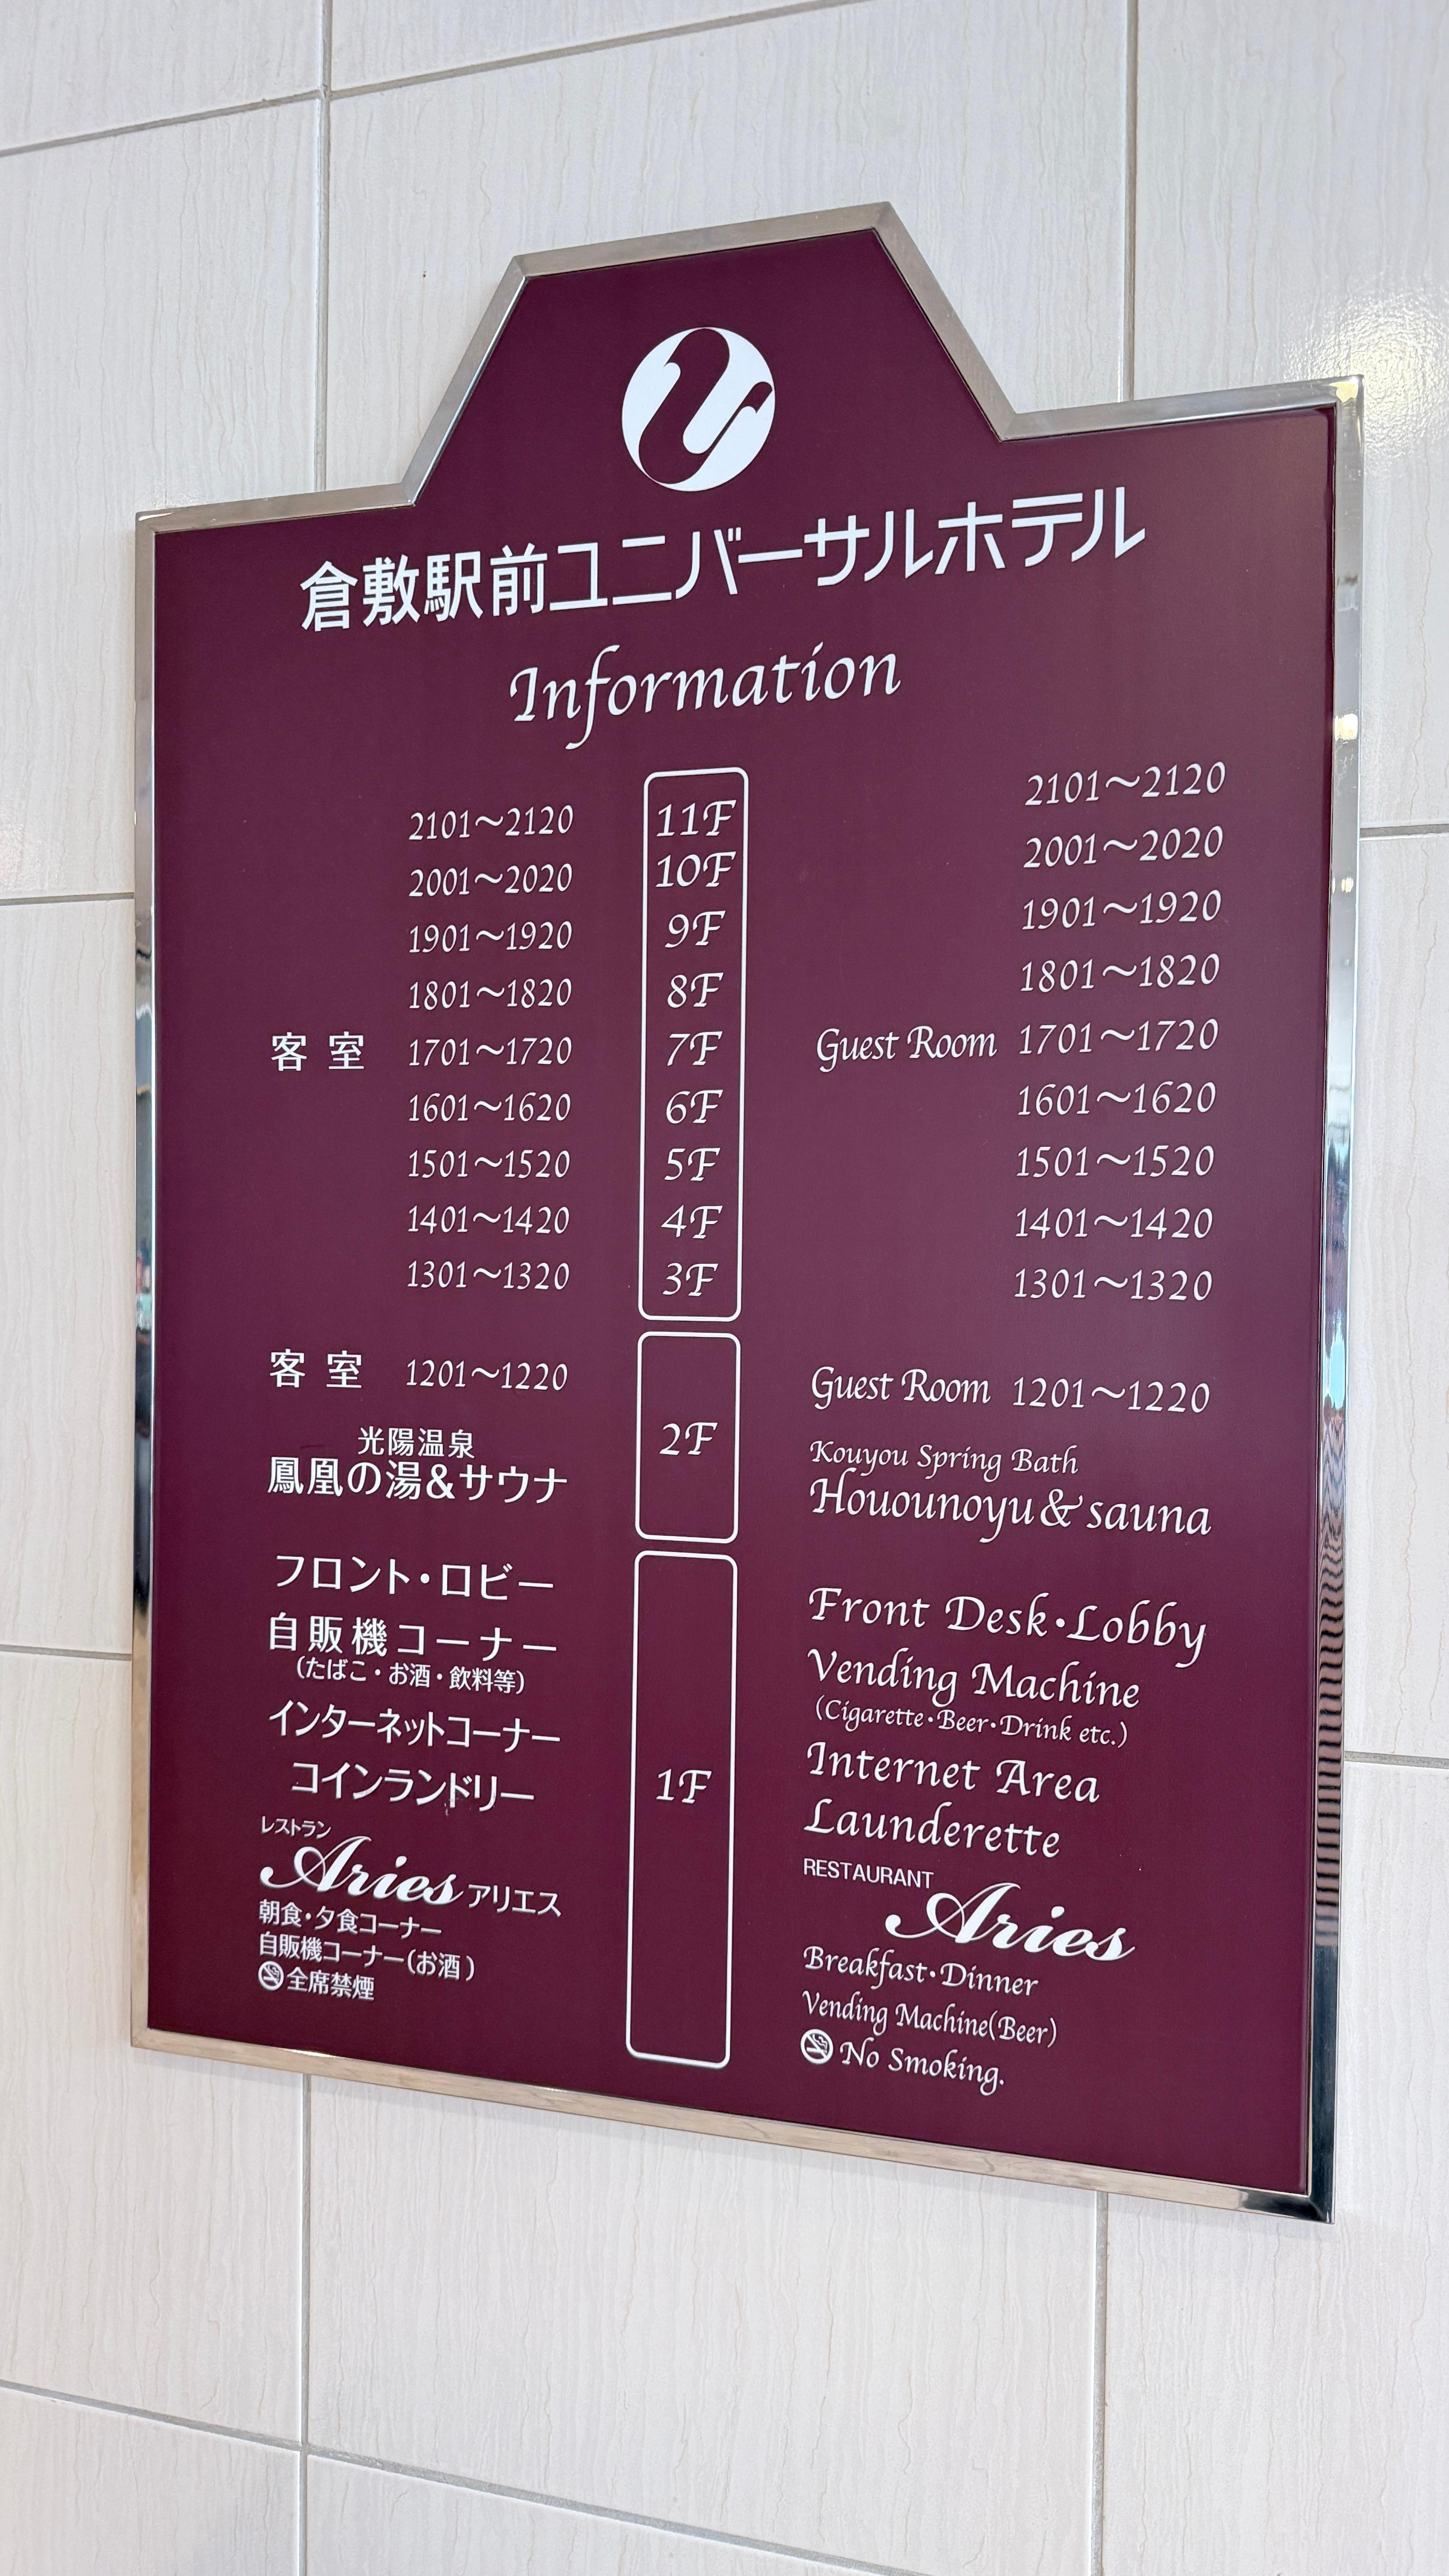 倉敷駅前ユニバーサルホテル
Information
2101～2120 11F 2101～2120
2001～2020 10F 2001～2020
1901～1920 9F 1901～1920
1801～1820 8F 1801～1820
客室 1701～1720 7F Guest Room 1701～1720
1601～1620 6F 1601～1620
1501～1520 5F 1501～1520
1401～1420 4F 1401～1420
1301～1320 3F 1301～1320
客室 1201～1220
光陽温泉
鳳凰の湯&サウナ
2F
Guest Room 1201～1220
Kouyou Spring Bath
Houounoyu & sauna
フロント・ロビー
自販機コーナー
(たばこ・お酒・飲料等)
インターネットコーナー
コインランドリー
レストラン
Aries アリエス
朝食・夕食コーナー
自販機コーナー(お酒)
全席禁煙
1F
Front Desk・Lobby
Vending Machine
(Cigarette・Beer・Drink etc.)
Internet Area
Launderette
RESTAURANT
Aries
Breakfast・Dinner
Vending Machine(Beer)
No Smoking.